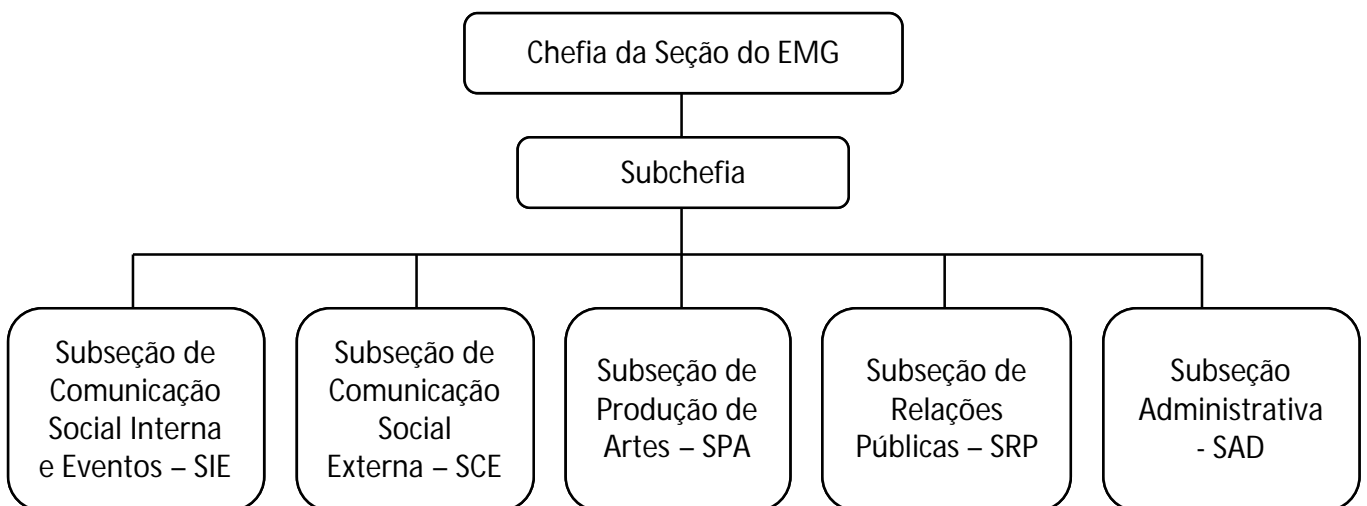 Chefia da Seção do EMG
Subchefia
Subseção de
Comunicação
Social Interna
e Eventos – SIE
Subseção de
Comunicação
Social
Externa – SCE
Subseção de
Produção de
Artes – SPA
Subseção de
Relações
Públicas – SRP
Subseção
Administrativa
- SAD